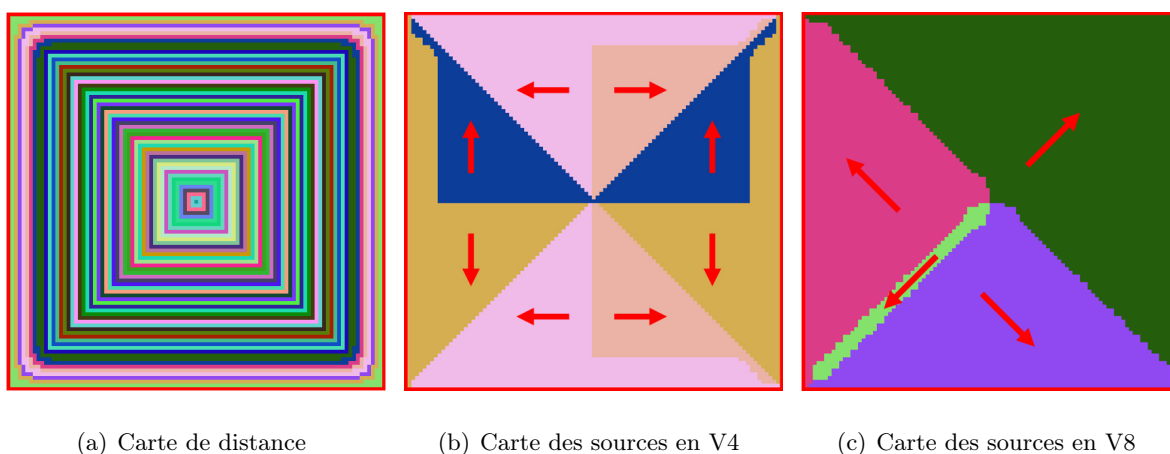 (a) Carte de distance
(b) Carte des sources en V4
(c) Carte des sources en V8